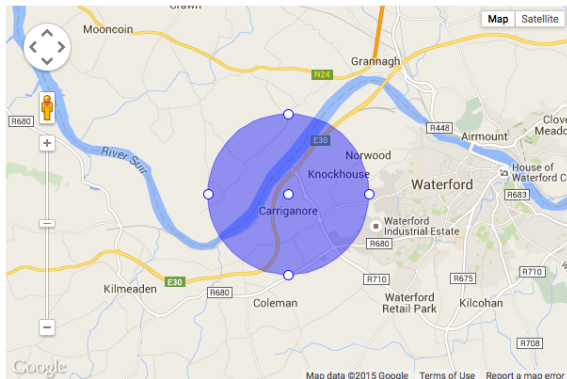 Grawn
Mooncoin
Map
Satellite
Grannagh
N24
R680
R448
Clove
Meado
Airmount
E30
River Suir
Norwood
House of
Waterford C
Knockhouse
Waterford
R683
Carriganore
Waterford
Industrial Estate
R680
R710
E30
R675
R710
Kilmeaden
R680
Coleman
Waterford
Retail Park
Kilcohan
R708
Google
Map data ©2015 Google
Terms of Use
Report a map error